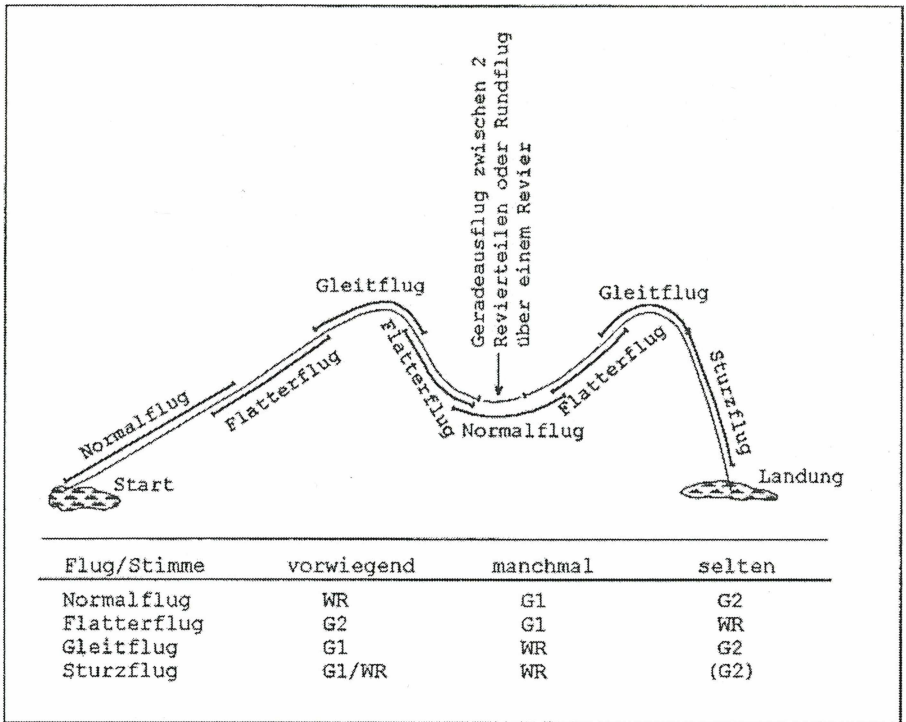 Geradeausflug zwischen 2
Revierteilen oder Rundflug
über einem Revier
Gleitflug
Gleitflug
Normalflug
Flatterflug
Flatterflug
Normalflug
Flatterflug
Sturzflug
Start
Landung
Flug/Stimme vorwiegend manchmal selten
Normalflug WR G1 G2
Flatterflug G2 G1 WR
Gleitflug G1 WR G2
Sturzflug G1/WR WR (G2)